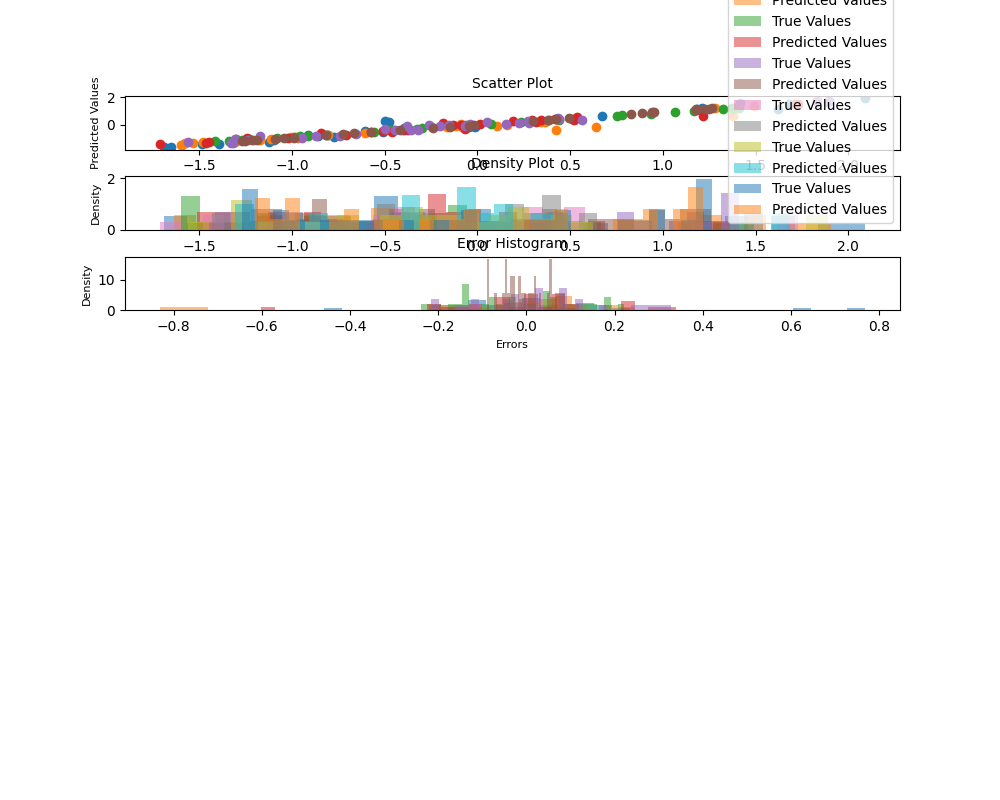 Predicted Values
True Values
Predicted Values
True Values
Predicted Values
True Values
Predicted Values
True Values
Predicted Values
True Values
Predicted Values
Scatter Plot
Predicted Values
2
0
−1.5 −1.0 −0.5 0.0 0.5 1.0 1.5 2.0
Density Plot
Density
2
0
−1.5 −1.0 −0.5 0.0 0.5 1.0 1.5 2.0
Error Histogram
Density
10
0
−0.8 −0.6 −0.4 −0.2 0.0 0.2 0.4 0.6 0.8
Errors